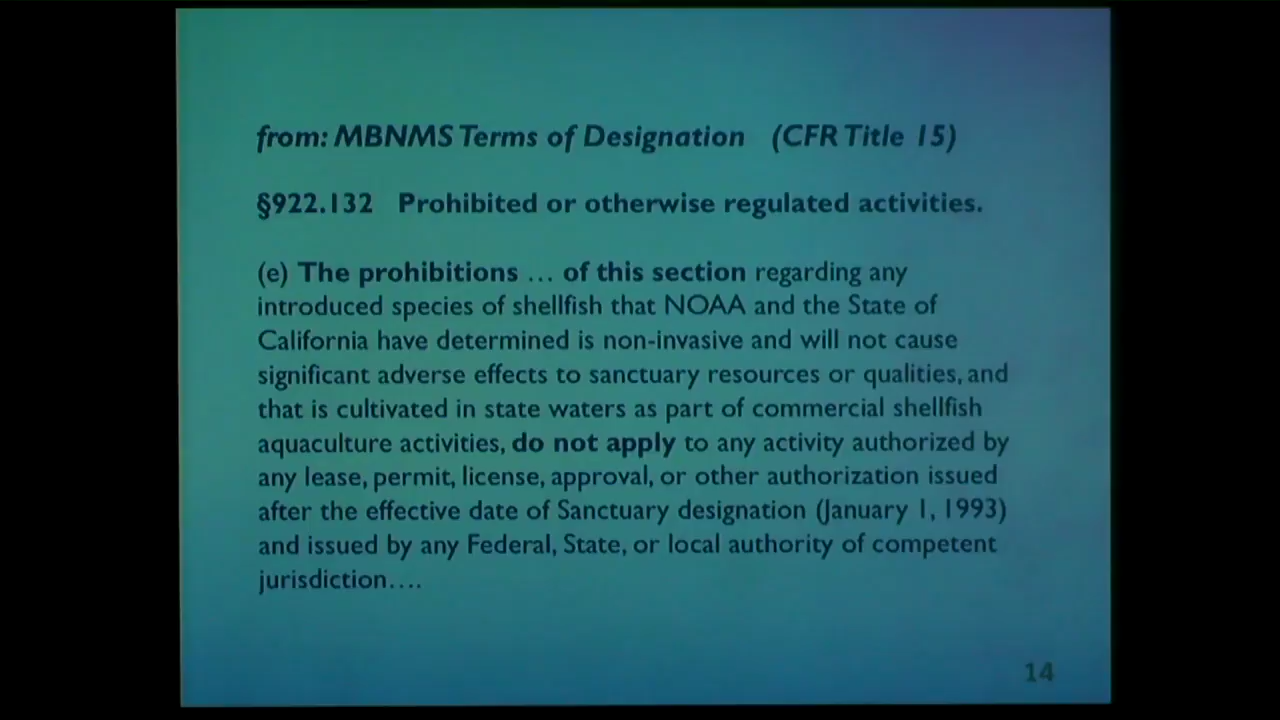 from: MBNMS Terms of Designation (CFR Title 15)
§922.132 Prohibited or otherwise regulated activities.
(e) The prohibitions … of this section regarding any
introduced species of shellfish that NOAA and the State of
California have determined is non-invasive and will not cause
significant adverse effects to sanctuary resources or qualities, and
that is cultivated in state waters as part of commercial shellfish
aquaculture activities, do not apply to any activity authorized by
any lease, permit, license, approval, or other authorization issued
after the effective date of Sanctuary designation (January 1, 1993)
and issued by any Federal, State, or local authority of competent
jurisdiction….
14